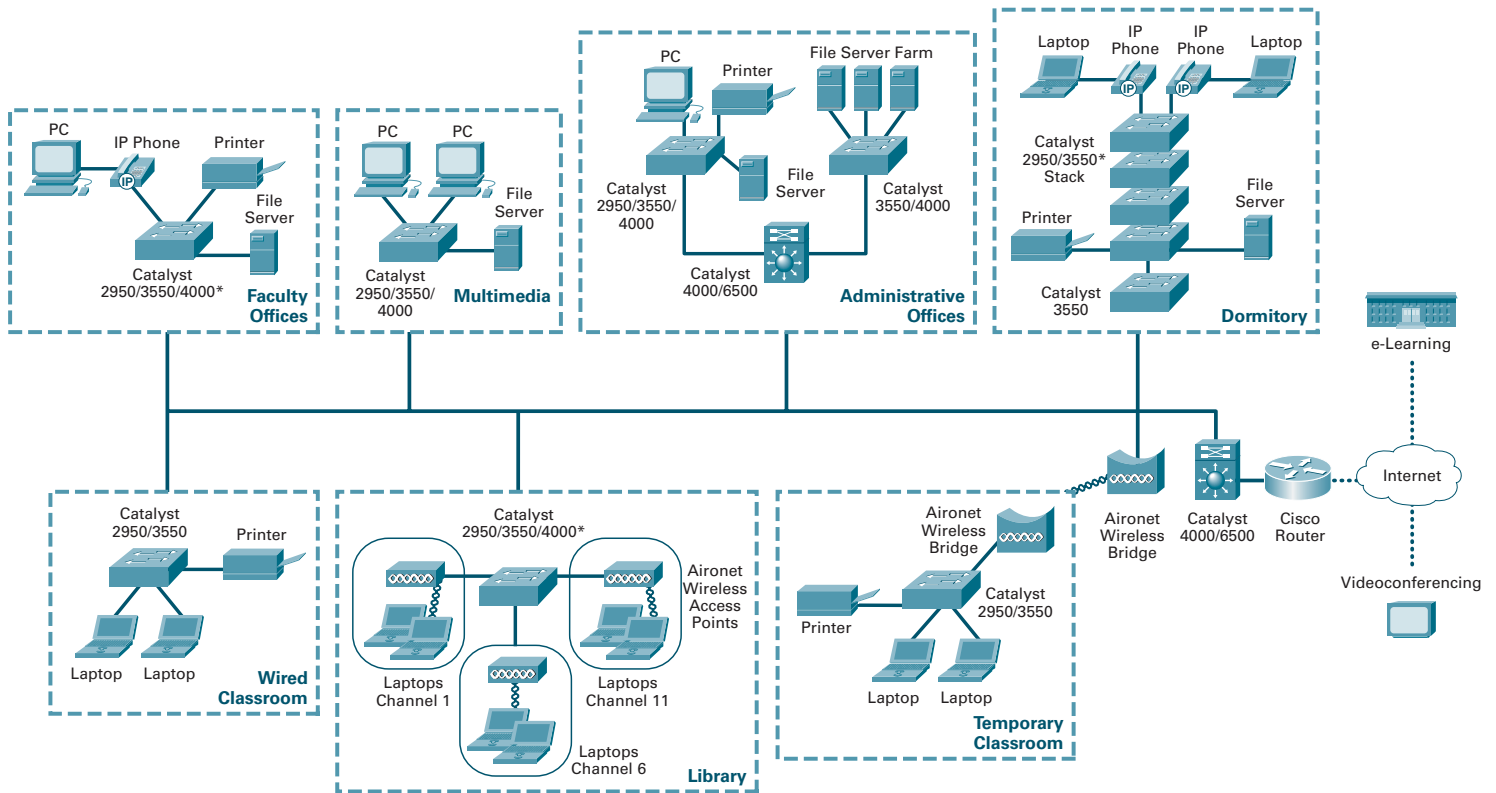 PC
IP Phone
IP
Printer
File
Server
Catalyst
2950/3550/4000*
Faculty
Offices
PC
PC
File
Server
Catalyst
2950/3550/
4000
Multimedia
PC
Printer
File Server Farm
File
Server
Catalyst
2950/3550/
4000
Catalyst
3550/4000
Catalyst
4000/6500
Administrative
Offices
Laptop
IP
Phone
IP
Phone
Laptop
IP
IP
Catalyst
2950/3550*
Stack
Printer
File
Server
Catalyst
3550
Dormitory
e-Learning
Internet
Videoconferencing
Aironet
Wireless
Bridge
Catalyst
4000/6500
Cisco
Router
Catalyst
2950/3550
Printer
Laptop
Laptop
Wired
Classroom
Catalyst
2950/3550/4000*
Aironet
Wireless
Access
Points
Laptops
Channel 1
Laptops
Channel 11
Laptops
Channel 6
Library
Aironet
Wireless
Bridge
Catalyst
2950/3550
Printer
Laptop
Laptop
Temporary
Classroom